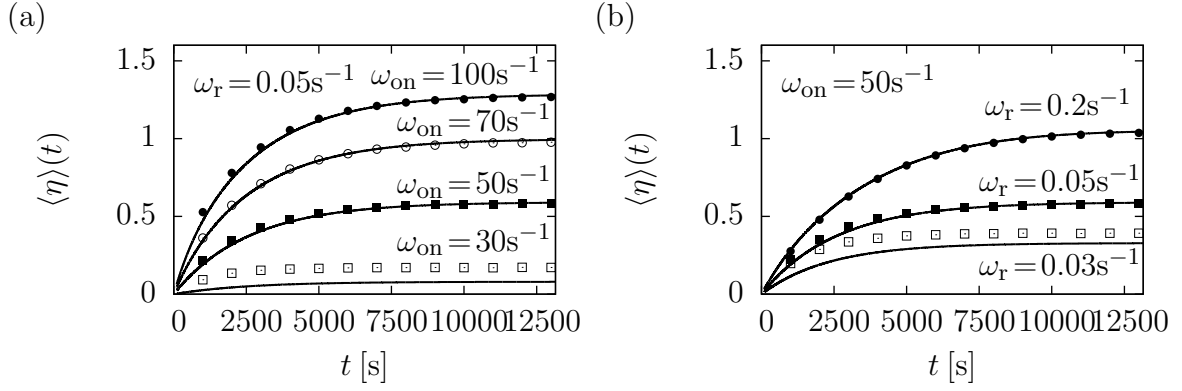 (a)
ω_r = 0.05s⁻¹
ω_on = 100s⁻¹
ω_on = 70s⁻¹
ω_on = 50s⁻¹
ω_on = 30s⁻¹
1.5
1
0.5
0
⟨η⟩(t)
0 2500 5000 7500 10000 12500
t [s]
(b)
ω_on = 50s⁻¹
ω_r = 0.2s⁻¹
ω_r = 0.05s⁻¹
ω_r = 0.03s⁻¹
1.5
1
0.5
0
⟨η⟩(t)
0 2500 5000 7500 10000 12500
t [s]